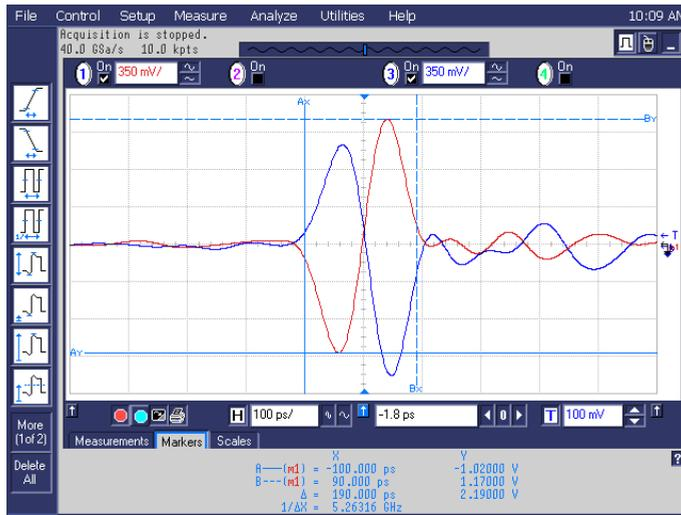 File Control Setup Measure Analyze Utilities Help 10:09 AM
Acquisition is stopped.
40.0 GSa/s 10.0 kpts
1 On 350 mV/ 2 On 3 On 350 mV/ 4 On
Ax
By
T
Ay
Bx
More
(1of 2)
Delete
All
H 100 ps/ -1.8 ps 0 T 100 mV
Measurements Markers Scales
X Y
A——(m1) = -100.000 ps -1.02000 V
B---(m1) = 90.000 ps 1.17000 V
Δ = 190.000 ps 2.19000 V
1/ΔX = 5.26316 GHz
?